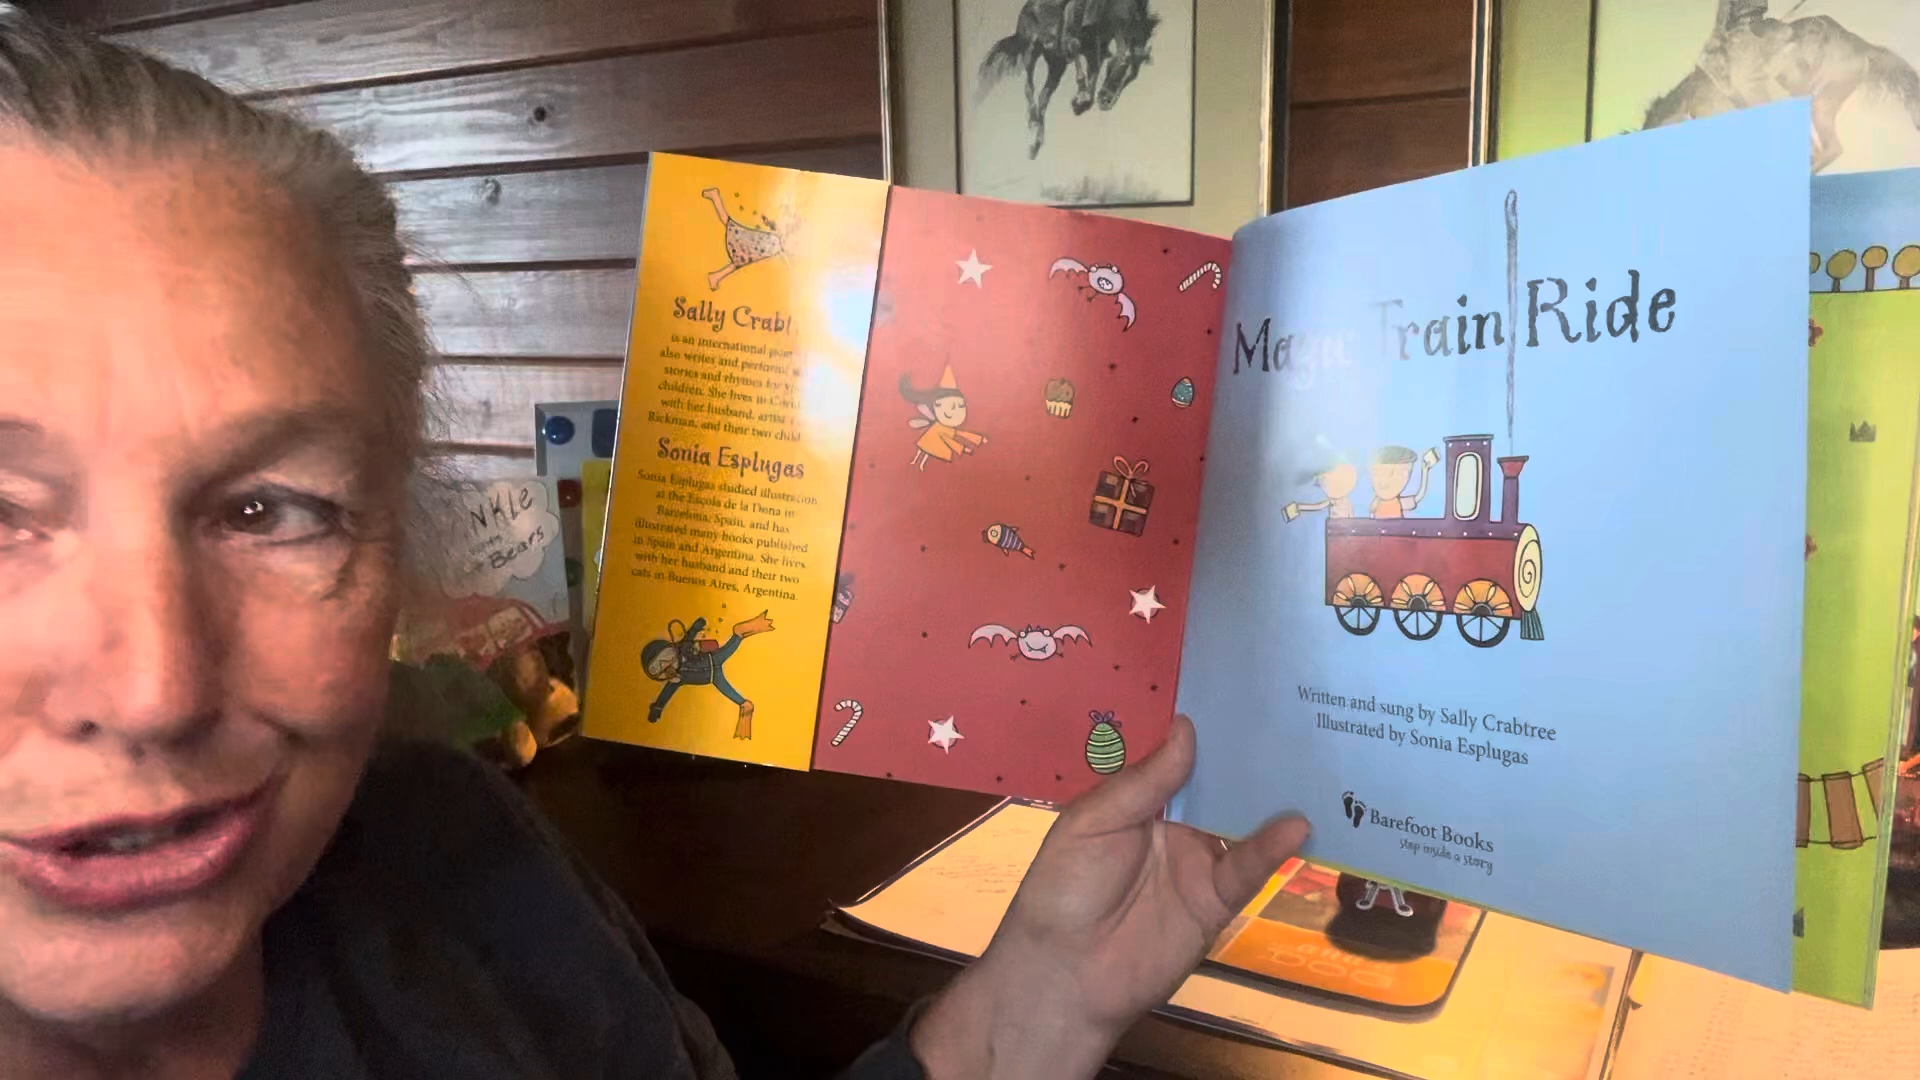 Sally
is an international
also writes and
stories and rhymes for
children. She lives in
with her husband, artist
Rickman, and their two
Sonia Esplugas
Sonia Esplugas studied illustration
at the Escola de la Dona in
Barcelona, Spain, and has
illustrated many books published
in Spain and Argentina. She lives
with her husband and their two
cats in Buenos Aires, Argentina.
Train Ride
Written and sung by Sally Crabtree
Illustrated by Sonia Esplugas
Barefoot Books
step inside a story
Bears